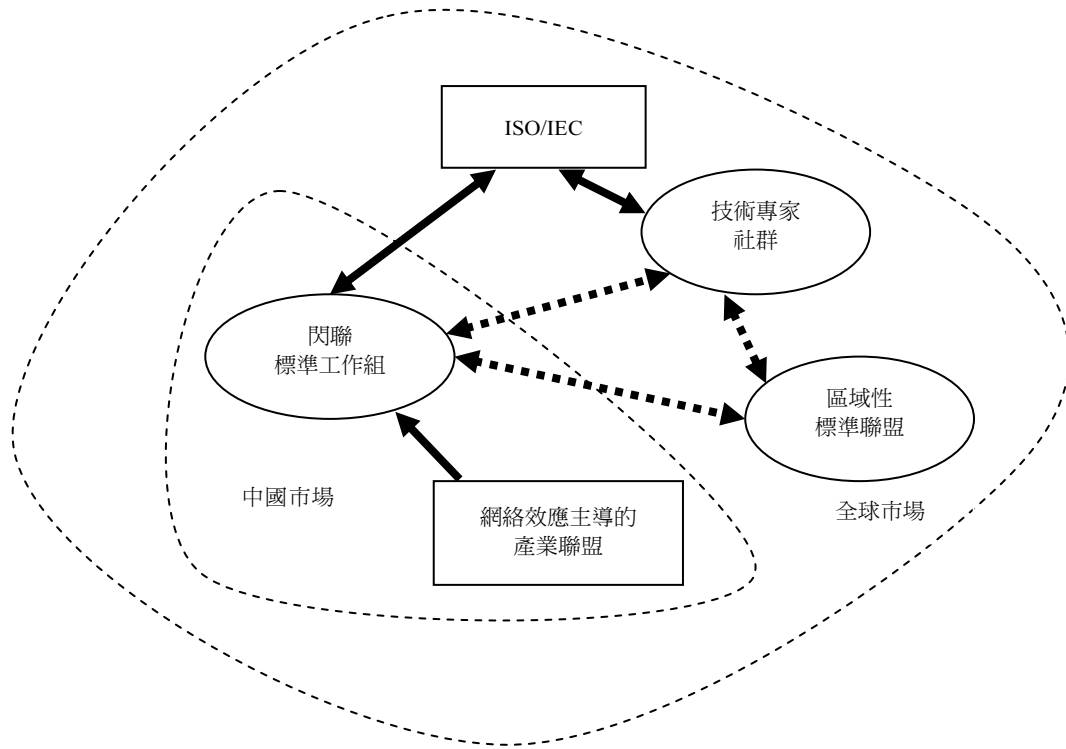 ISO/IEC
技術專家
社群
閃聯
標準工作組
區域性
標準聯盟
中國市場
網絡效應主導的
產業聯盟
全球市場